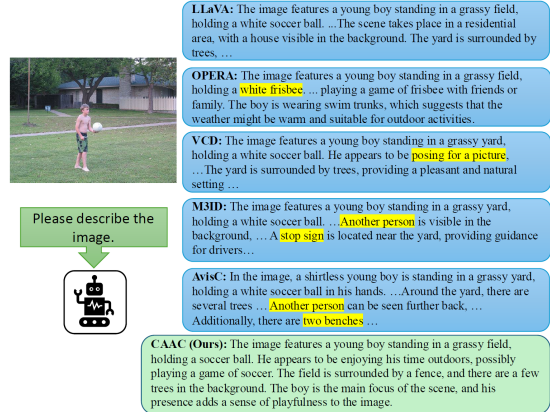 LLaVA: The image features a young boy standing in a grassy field,
holding a white soccer ball. ...The scene takes place in a residential
area, with a house visible in the background. The yard is surrounded by
trees, …
OPERA: The image features a young boy standing in a grassy field,
holding a white frisbee. ... playing a game of frisbee with friends or
family. The boy is wearing swim trunks, which suggests that the
weather might be warm and suitable for outdoor activities.
VCD: The image features a young boy standing in a grassy yard,
holding a white soccer ball. He appears to be posing for a picture,
…The yard is surrounded by trees, providing a pleasant and natural
setting …
Please describe the
image.
M3ID: The image features a young boy standing in a grassy yard,
holding a white soccer ball. …Another person is visible in the
background, … A stop sign is located near the yard, providing guidance
for drivers…
AvisC: In the image, a shirtless young boy is standing in a grassy yard,
holding a white soccer ball in his hands. …Around the yard, there are
several trees … Another person can be seen further back, …
Additionally, there are two benches …
CAAC (Ours): The image features a young boy standing in a grassy field,
holding a soccer ball. He appears to be enjoying his time outdoors, possibly
playing a game of soccer. The field is surrounded by a fence, and there are a few
trees in the background. The boy is the main focus of the scene, and his
presence adds a sense of playfulness to the image.